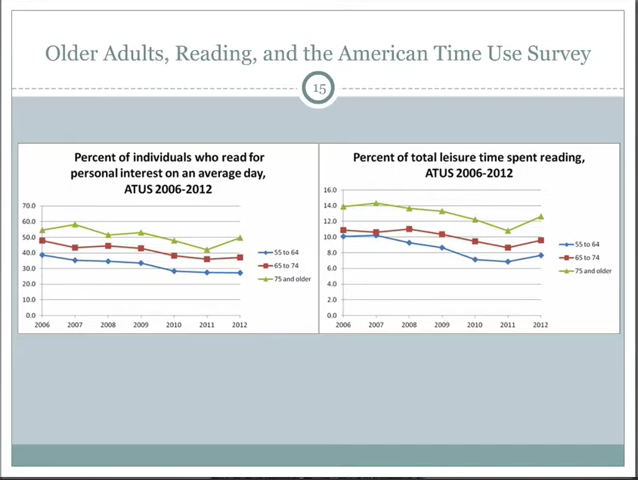 Older Adults, Reading, and the American Time Use Survey
15
Percent of individuals who read for
personal interest on an average day,
ATUS 2006-2012
70.0
60.0
50.0
40.0
30.0
20.0
10.0
0.0
2006 2007 2008 2009 2010 2011 2012
55 to 64
65 to 74
75 and older
Percent of total leisure time spent reading,
ATUS 2006-2012
16.0
14.0
12.0
10.0
8.0
6.0
4.0
2.0
0.0
2006 2007 2008 2009 2010 2011 2012
55 to 64
65 to 74
75 and older